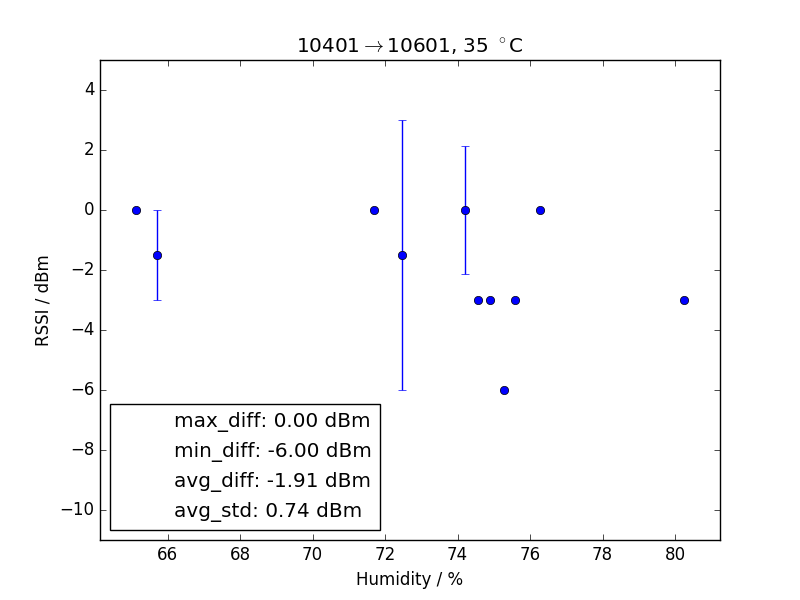 10401→10601, 35 °C
4
2
0
−2
−4
−6
−8
−10
RSSI / dBm
max_diff: 0.00 dBm
min_diff: -6.00 dBm
avg_diff: -1.91 dBm
avg_std: 0.74 dBm
66 68 70 72 74 76 78 80
Humidity / %